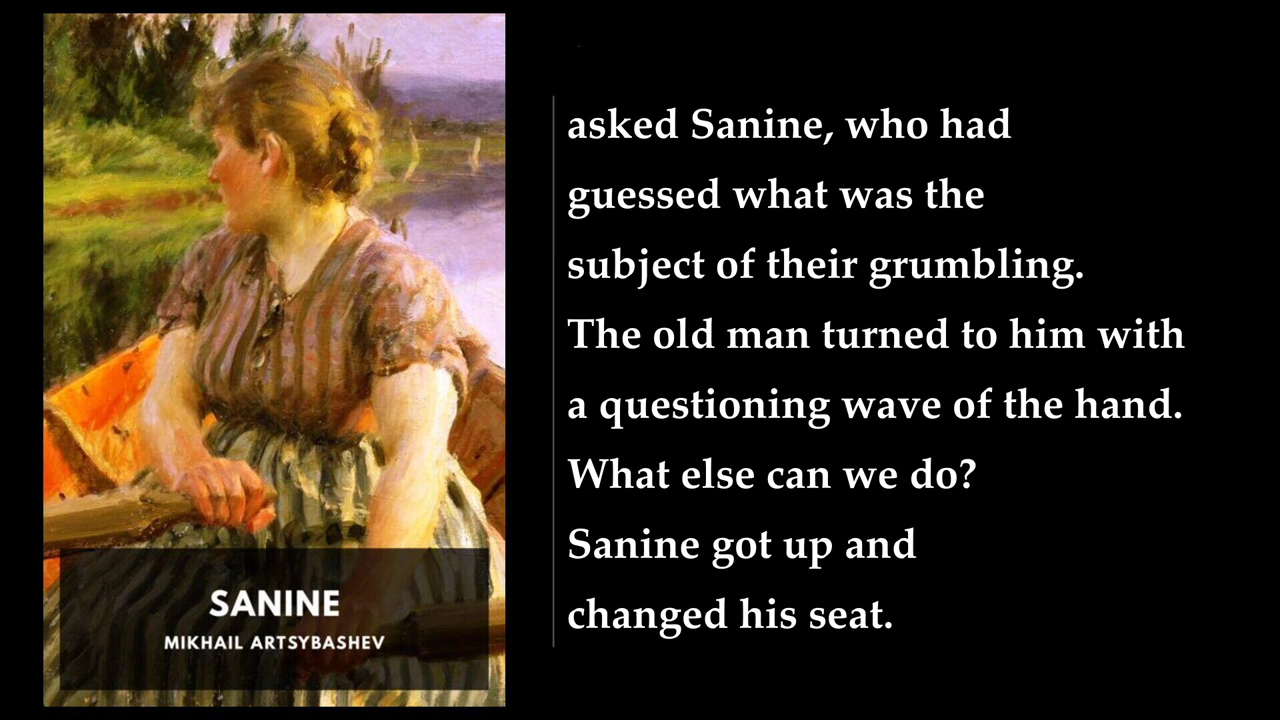 SANINE
MIKHAIL ARTSYBASHEV
asked Sanine, who had
guessed what was the
subject of their grumbling.
The old man turned to him with
a questioning wave of the hand.
What else can we do?
Sanine got up and
changed his seat.